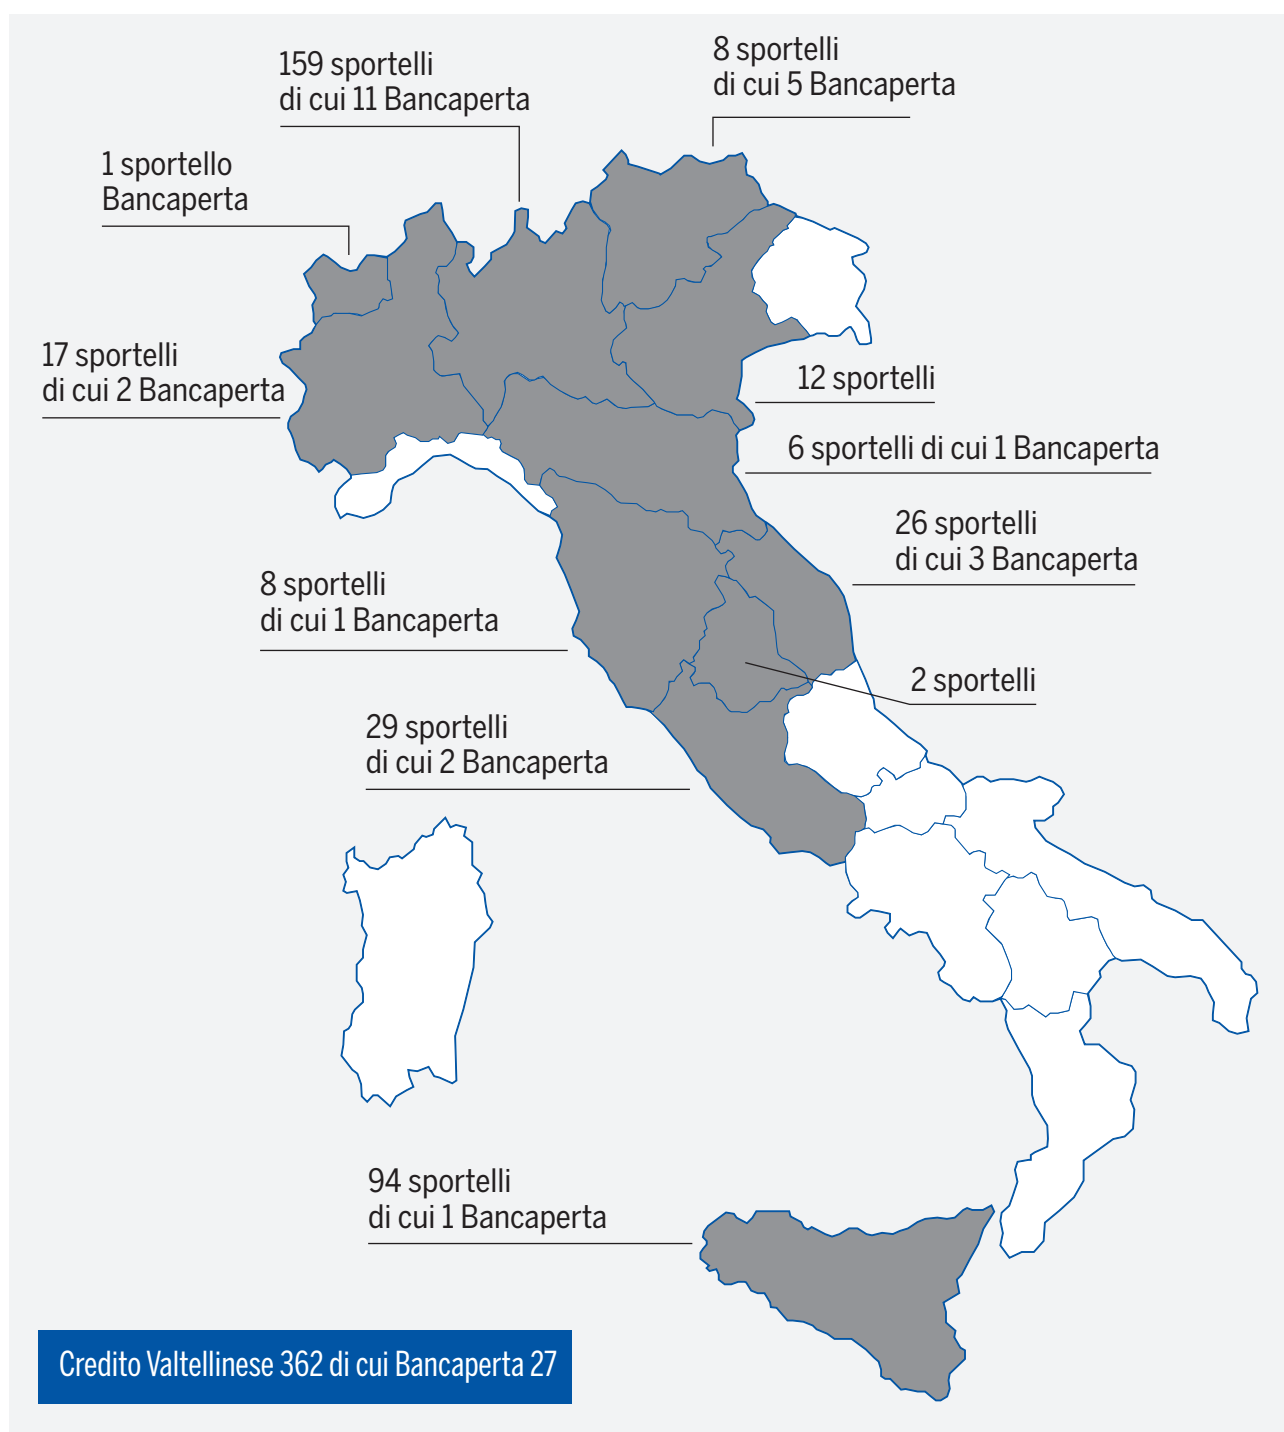 159 sportelli
di cui 11 Bancaperta
8 sportelli
di cui 5 Bancaperta
1 sportello
Bancaperta
17 sportelli
di cui 2 Bancaperta
12 sportelli
6 sportelli di cui 1 Bancaperta
26 sportelli
di cui 3 Bancaperta
8 sportelli
di cui 1 Bancaperta
2 sportelli
29 sportelli
di cui 2 Bancaperta
94 sportelli
di cui 1 Bancaperta
Credito Valtellinese 362 di cui Bancaperta 27